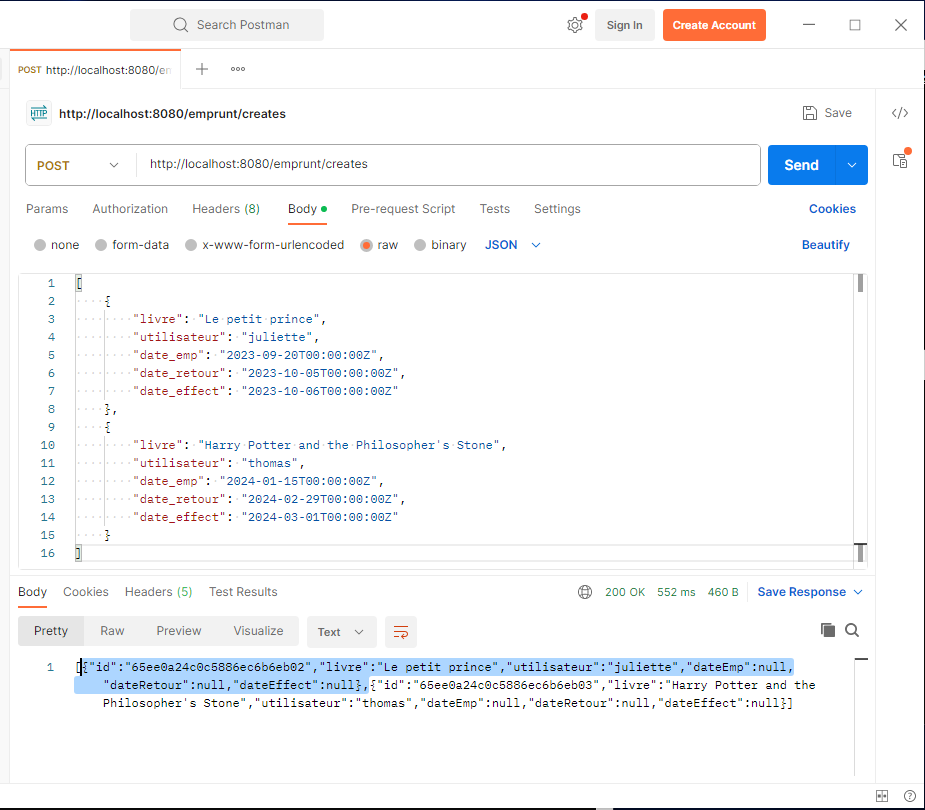 Search Postman
Sign In
Create Account
POST http://localhost:8080/em
HTTP http://localhost:8080/emprunt/creates
Save
POST http://localhost:8080/emprunt/creates
Send
Params Authorization Headers (8) Body Pre-request Script Tests Settings Cookies
none form-data x-www-form-urlencoded raw binary JSON Beautify
1 [
2 {
3 "livre": "Le petit prince",
4 "utilisateur": "juliette",
5 "date_emp": "2023-09-20T00:00:00Z",
6 "date_retour": "2023-10-05T00:00:00Z",
7 "date_effect": "2023-10-06T00:00:00Z"
8 },
9 {
10 "livre": "Harry Potter and the Philosopher's Stone",
11 "utilisateur": "thomas",
12 "date_emp": "2024-01-15T00:00:00Z",
13 "date_retour": "2024-02-29T00:00:00Z",
14 "date_effect": "2024-03-01T00:00:00Z"
15 }
16 ]
Body Cookies Headers (5) Test Results 200 OK 552 ms 460 B Save Response
Pretty Raw Preview Visualize Text
1 [{"id":"65ee0a24c0c5886ec6b6eb02","livre":"Le petit prince","utilisateur":"juliette","dateEmp":null,
"dateRetour":null,"dateEffect":null},{"id":"65ee0a24c0c5886ec6b6eb03","livre":"Harry Potter and the
Philosopher's Stone","utilisateur":"thomas","dateEmp":null,"dateRetour":null,"dateEffect":null}]